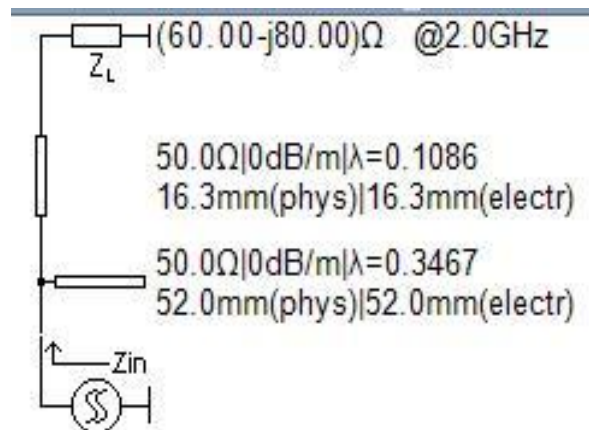 (60.00-j80.00)Ω @2.0GHz
ZL
50.0Ω|0dB/m|λ=0.1086
16.3mm(phys)|16.3mm(electr)
50.0Ω|0dB/m|λ=0.3467
52.0mm(phys)|52.0mm(electr)
Zin